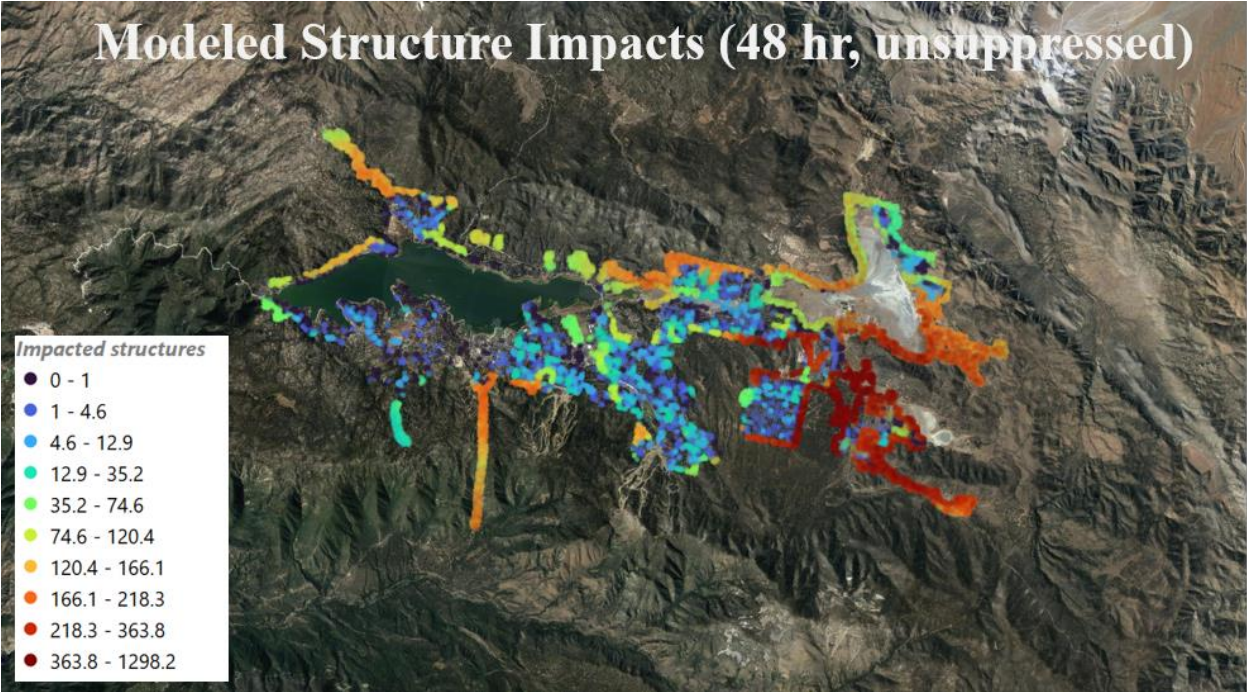 Modeled Structure Impacts (48 hr, unsuppressed)
Impacted structures
0 - 1
1 - 4.6
4.6 - 12.9
12.9 - 35.2
35.2 - 74.6
74.6 - 120.4
120.4 - 166.1
166.1 - 218.3
218.3 - 363.8
363.8 - 1298.2